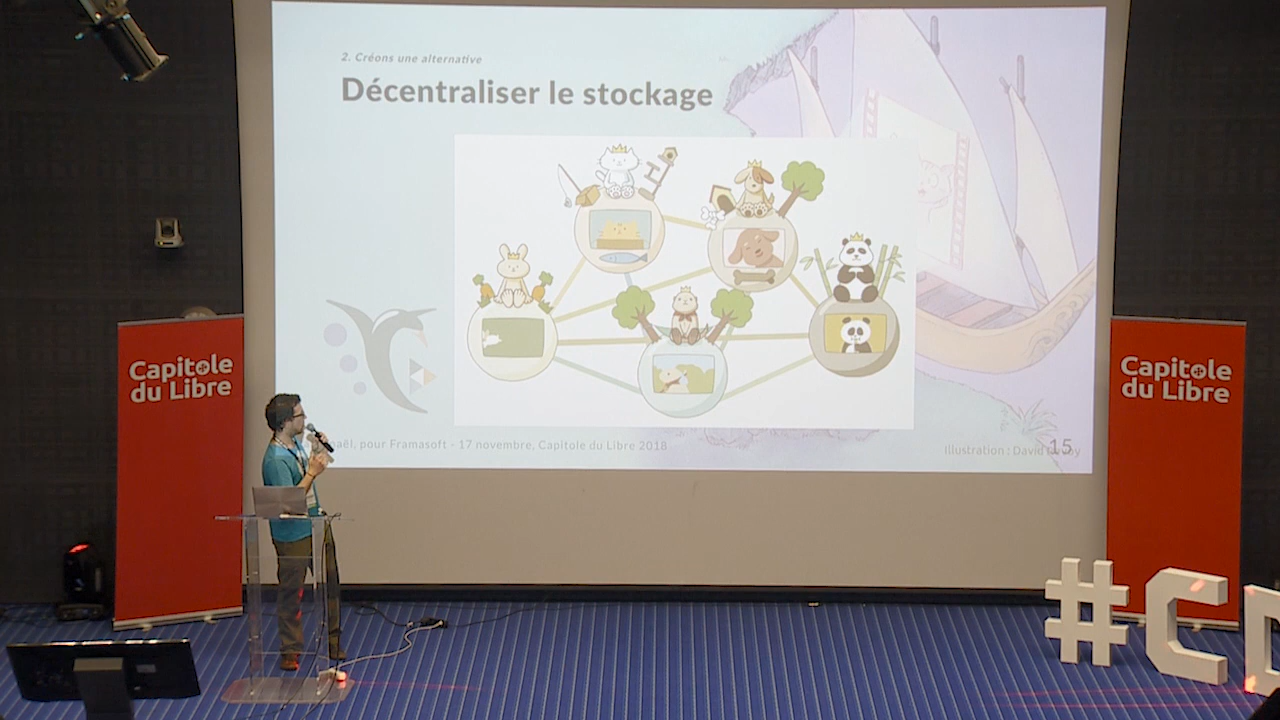 2. Créons une alternative
Décentraliser le stockage
pour Framasoft - 17 novembre, Capitole du Libre 2018
Illustration : David
15
Capitole
du Libre
Capitole
du Libre
#C